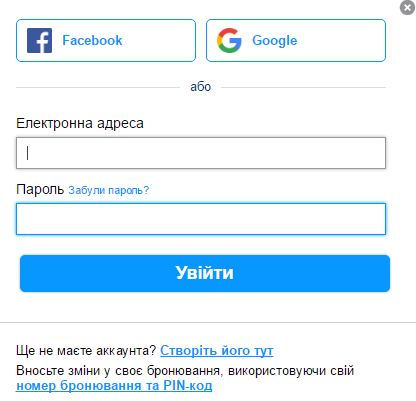 Facebook Google
або
Електронна адреса
Пароль Забули пароль?
Увійти
Ще не маєте аккаунта? Створіть його тут
Вносьте зміни у своє бронювання, використовуючи свій
номер бронювання та PIN-код